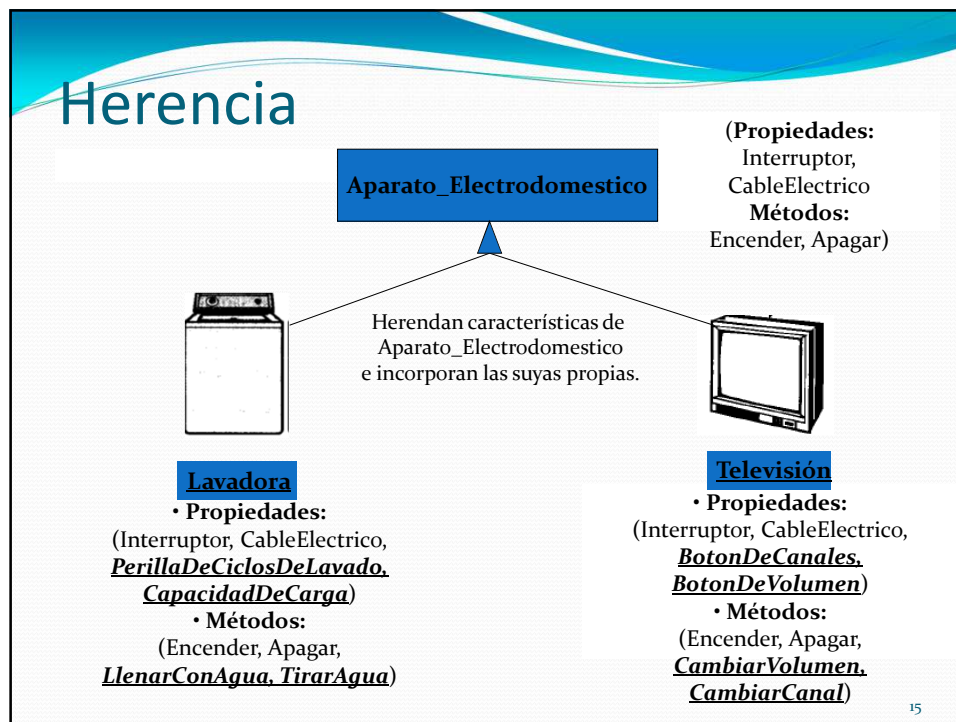 Herencia
(Propiedades:
Interruptor,
CableElectrico
Métodos:
Encender, Apagar)
Aparato_Electrodomestico
Herendan características de
Aparato_Electrodomestico
e incorporan las suyas propias.
Lavadora
• Propiedades:
(Interruptor, CableElectrico,
PerillaDeCiclosDeLavado,
CapacidadDeCarga)
• Métodos:
(Encender, Apagar,
LlenarConAgua, TirarAgua)
Televisión
• Propiedades:
(Interruptor, CableElectrico,
BotonDeCanales,
BotonDeVolumen)
• Métodos:
(Encender, Apagar,
CambiarVolumen,
CambiarCanal)
15